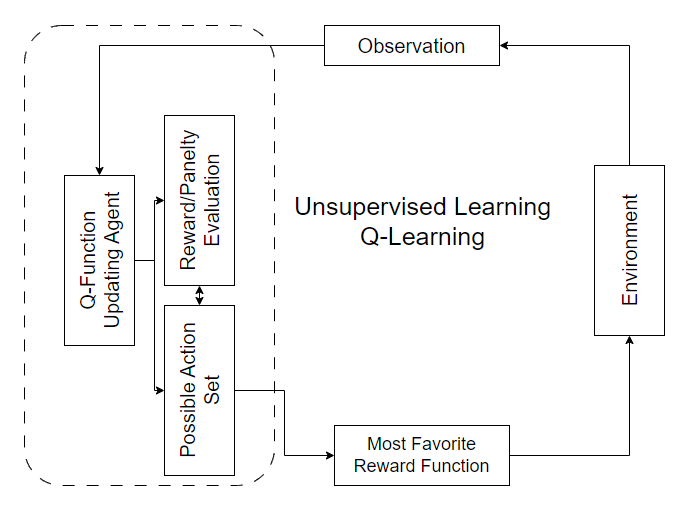 Observation
Reward/Panelty
Evaluation
Q-Function
Updating Agent
Unsupervised Learning
Q-Learning
Environment
Possible Action
Set
Most Favorite
Reward Function